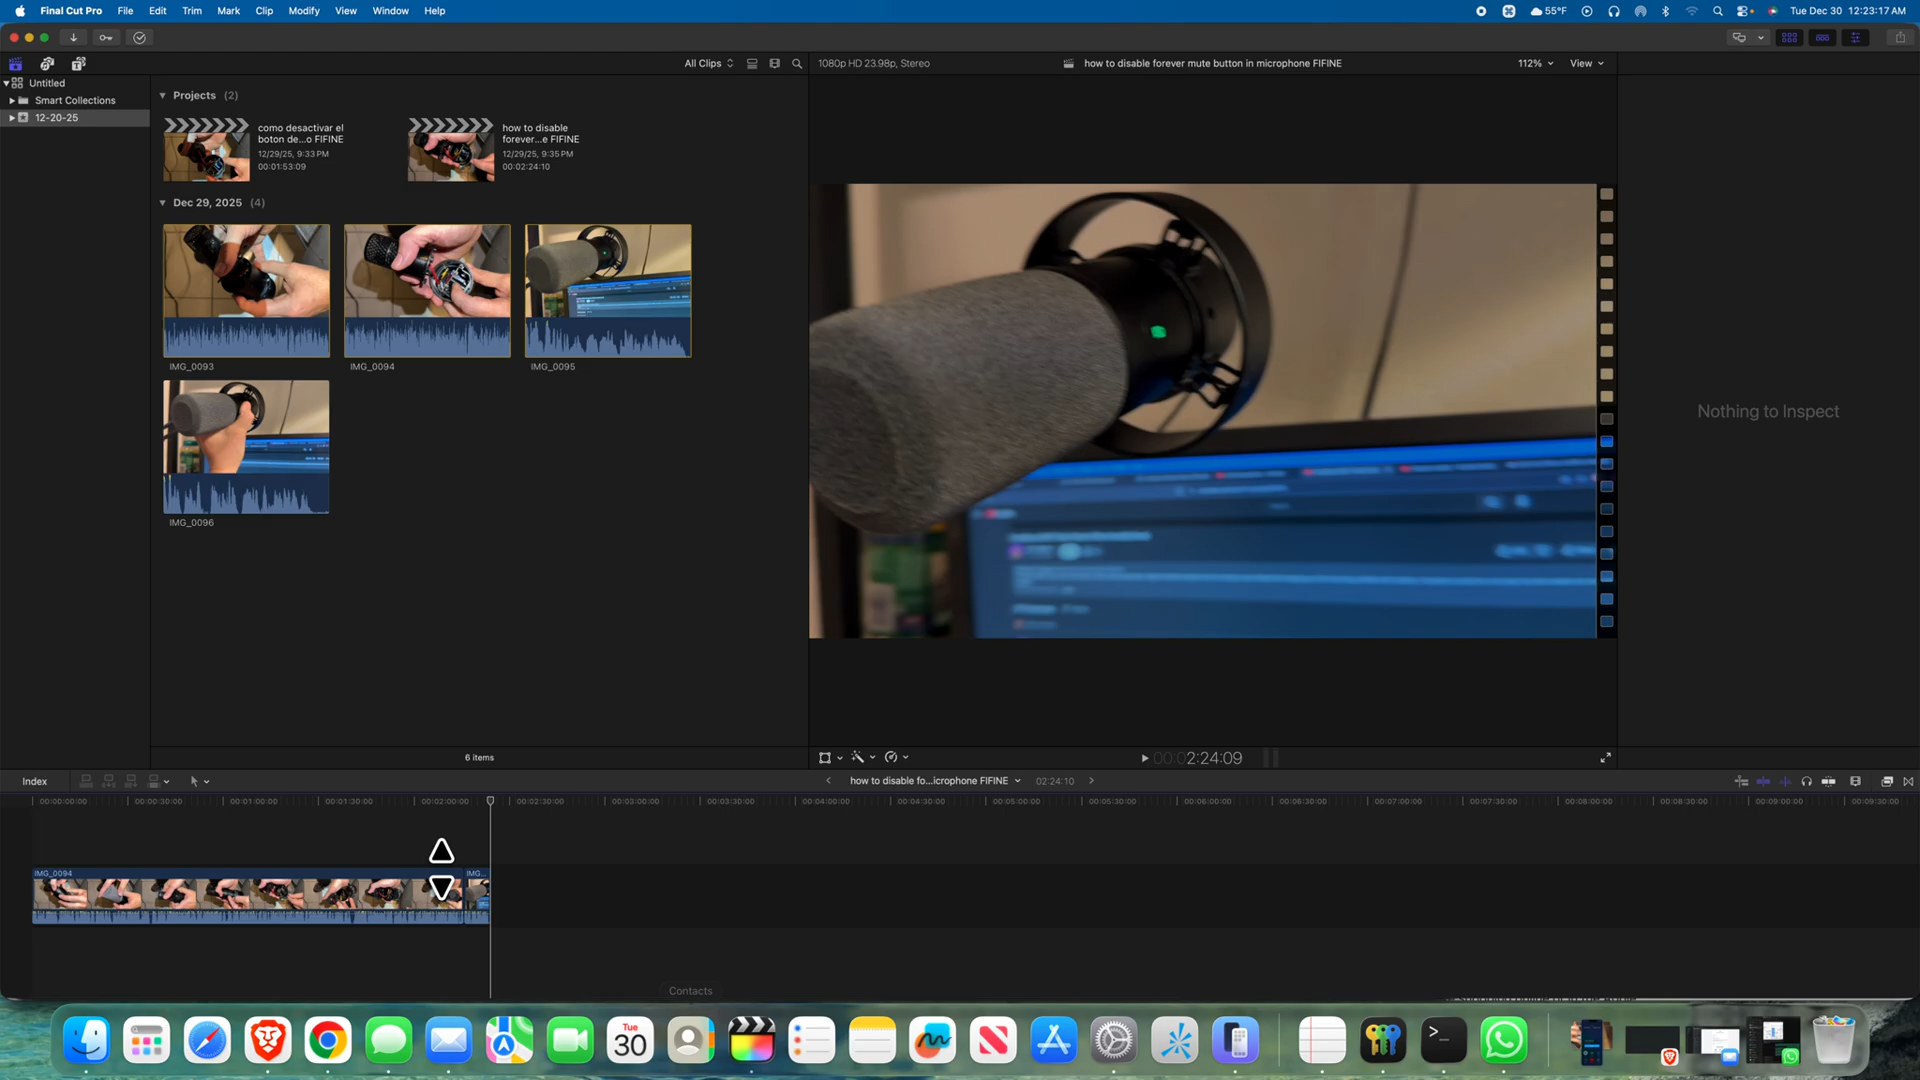 Final Cut Pro File Edit Trim Mark Clip Modify View Window Help 55°F Tue Dec 30 12:23:17 AM
All Clips 1080p HD 23.98p, Stereo how to disable forever mute button in microphone FIFINE 112% View
Untitled
Smart Collections
12-20-25
Projects (2)
como desactivar el
boton de...o FIFINE
12/29/25, 9:33 PM
00:01:53:09
how to disable
forever...e FIFINE
12/29/25, 9:35 PM
00:02:24:10
Dec 29, 2025 (4)
IMG_0093 IMG_0094 IMG_0095
IMG_0096
Nothing to Inspect
6 items 00:00:2:24:09
Index how to disable fo...icrophone FIFINE 02:24:10
00:00:00:00 00:00:30:00 00:01:00:00 00:01:30:00 00:02:00:00 00:02:30:00 00:03:00:00 00:03:30:00 00:04:00:00 00:04:30:00 00:05:00:00 00:05:30:00 00:06:00:00 00:06:30:00 00:07:00:00 00:07:30:00 00:08:00:00 00:08:30:00 00:09:00:00 00:09:30:00
IMG_0094 IMG...
Contacts
Tue
30